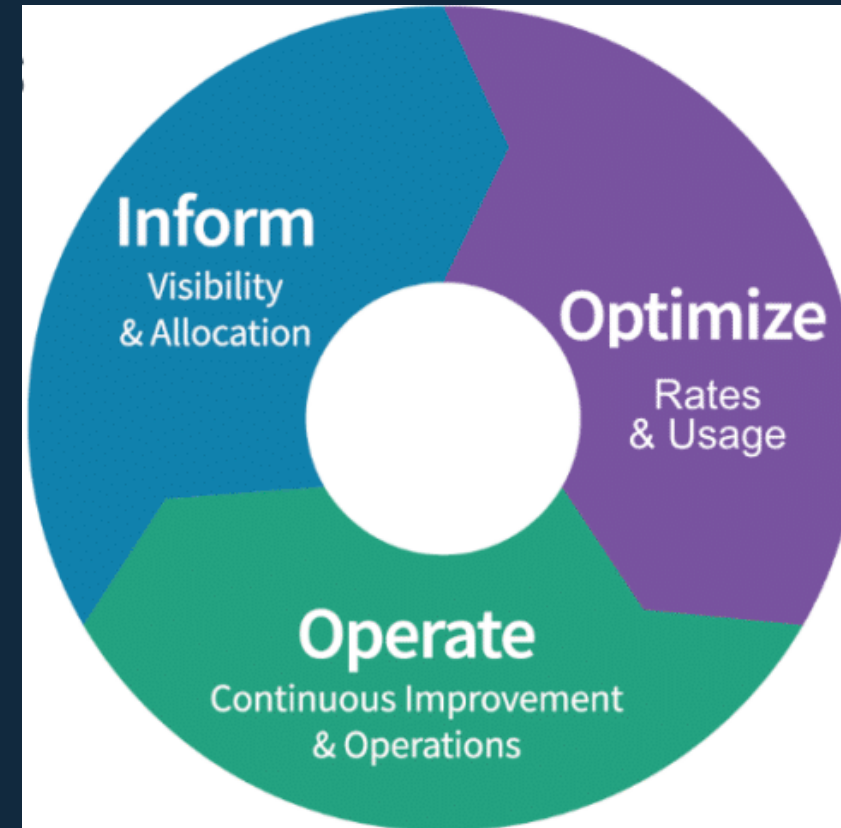 Inform
Visibility
& Allocation
Optimize
Rates
& Usage
Operate
Continuous Improvement
& Operations